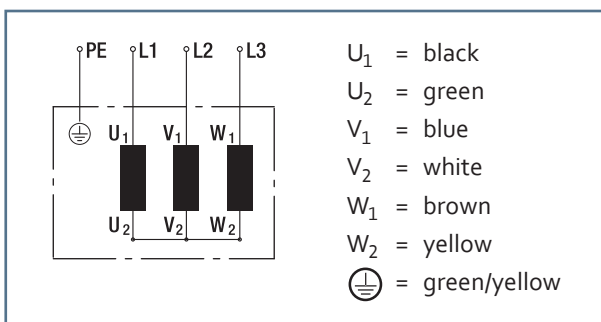 PE L1 L2 L3
U₁ V₁ W₁
U₂ V₂ W₂
U₁ = black
U₂ = green
V₁ = blue
V₂ = white
W₁ = brown
W₂ = yellow
⏚ = green/yellow